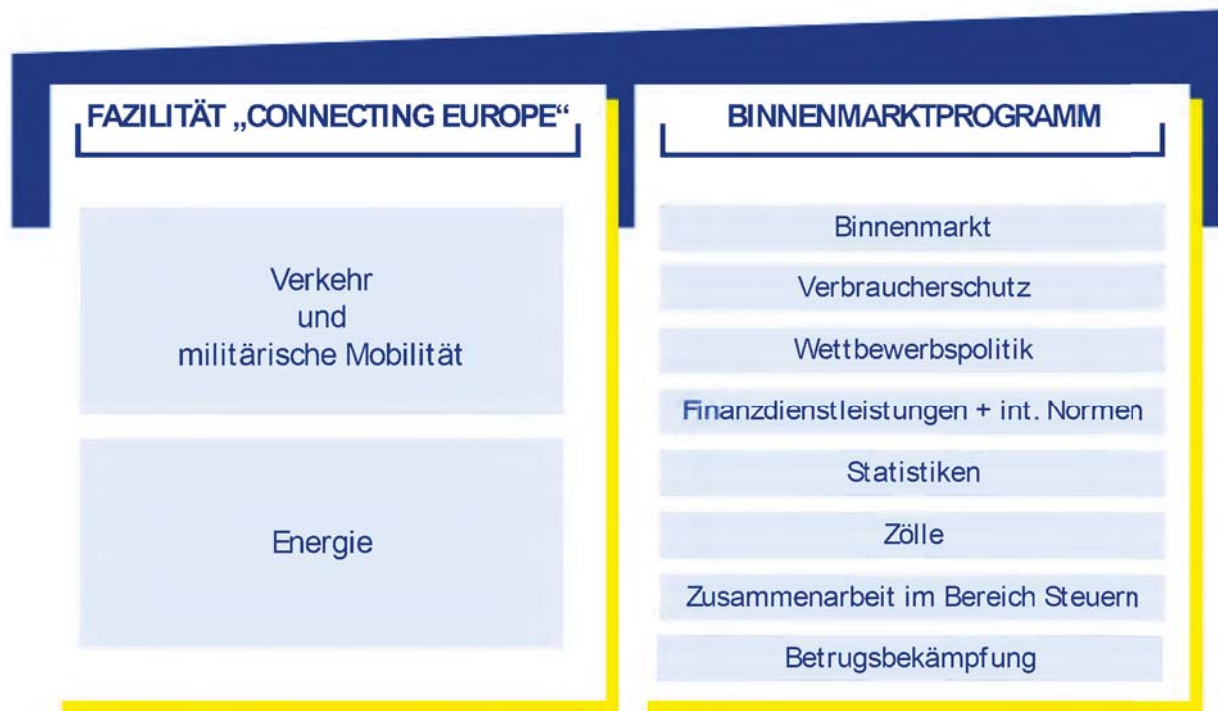 FAZILITÄT „CONNECTING EUROPE“
Verkehr
und
militärische Mobilität
Energie
BINNENMARKTPROGRAMM
Binnenmarkt
Verbraucherschutz
Wettbewerbspolitik
Finanzdienstleistungen + int. Normen
Statistiken
Zölle
Zusammenarbeit im Bereich Steuern
Betrugsbekämpfung